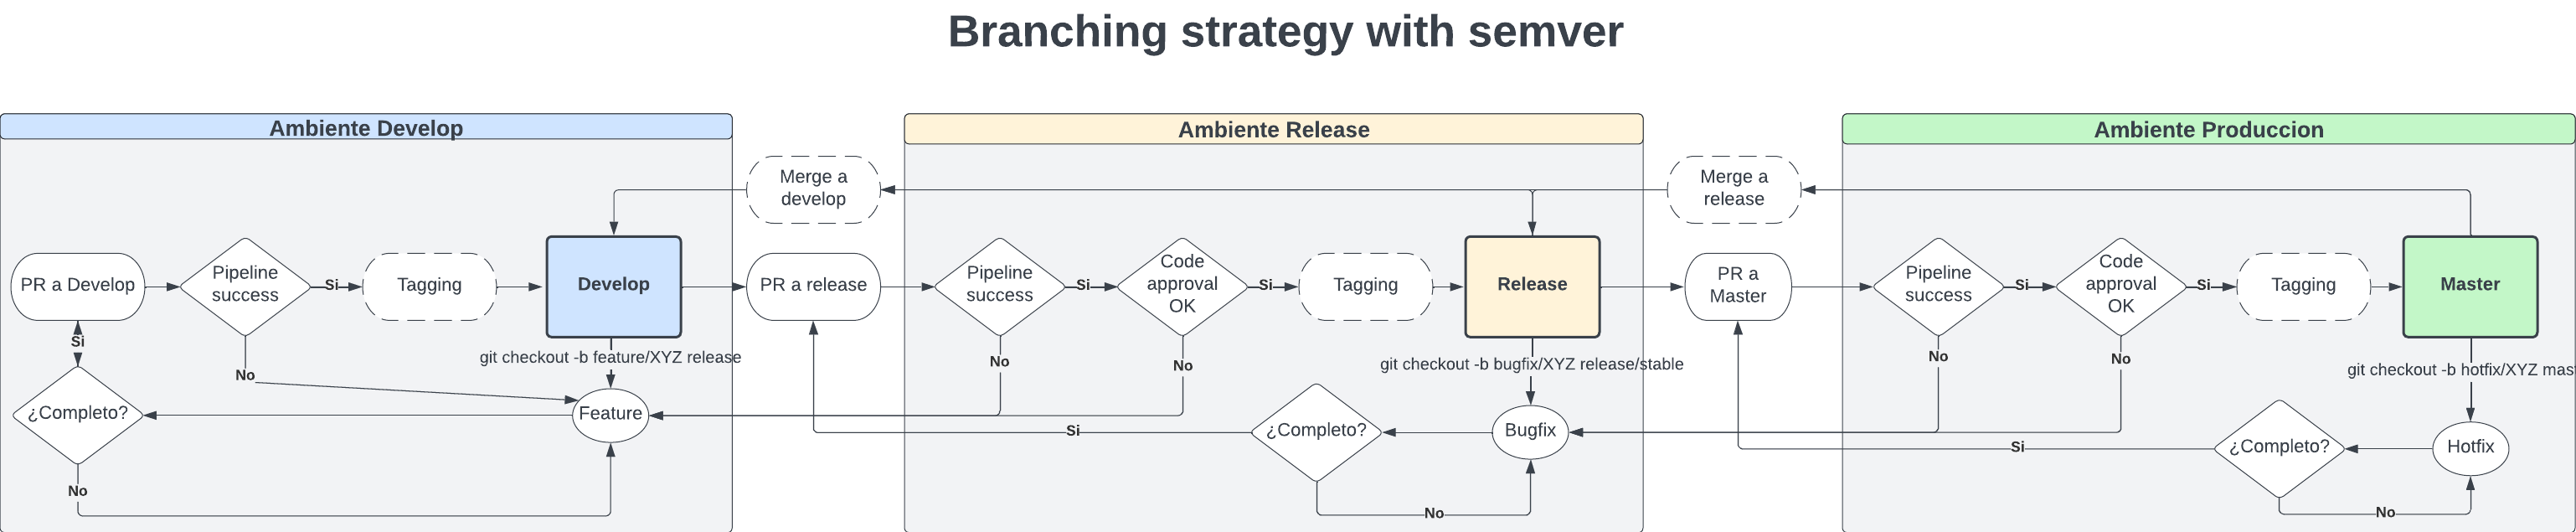 Branching strategy with semver
Ambiente Develop
Ambiente Release
Ambiente Produccion
Merge a
develop
Merge a
release
PR a Develop
Pipeline
success
Si
Tagging
Develop
PR a release
Pipeline
success
Si
Code
approval
OK
Si
Tagging
Release
PR a
Master
Pipeline
success
Si
Code
approval
OK
Si
Tagging
Master
Si
No
git checkout -b feature/XYZ release
No
No
git checkout -b bugfix/XYZ release/stable
No
No
git checkout -b hotfix/XYZ mas
¿Completo?
Feature
Si
¿Completo?
Bugfix
Si
¿Completo?
Hotfix
No
No
No